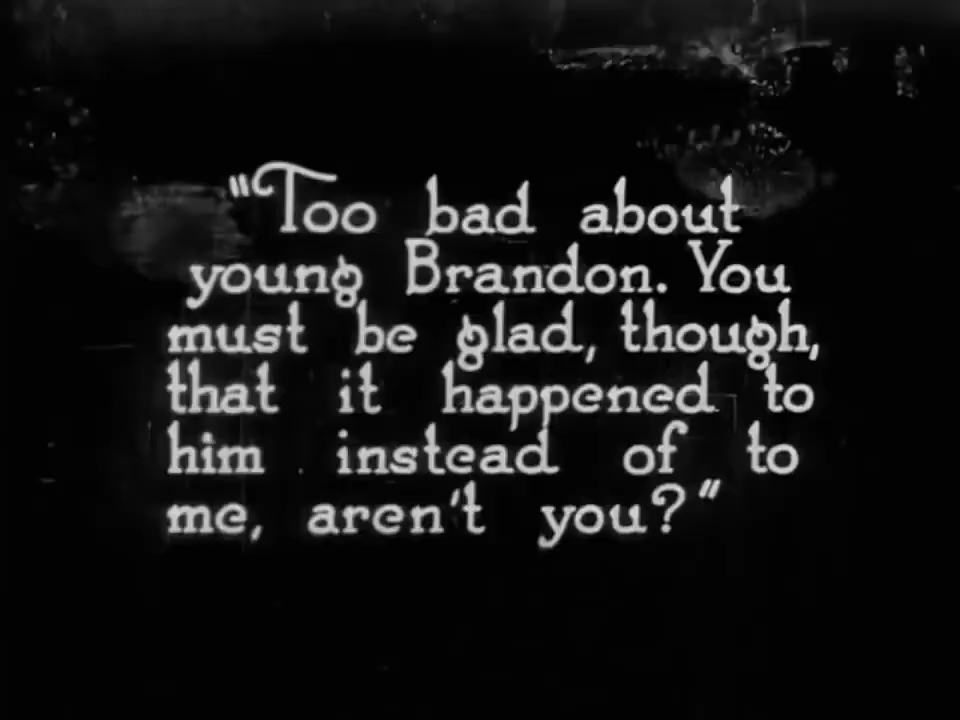 "Too bad about
young Brandon. You
must be glad, though,
that it happened to
him instead of to
me, aren't you?"